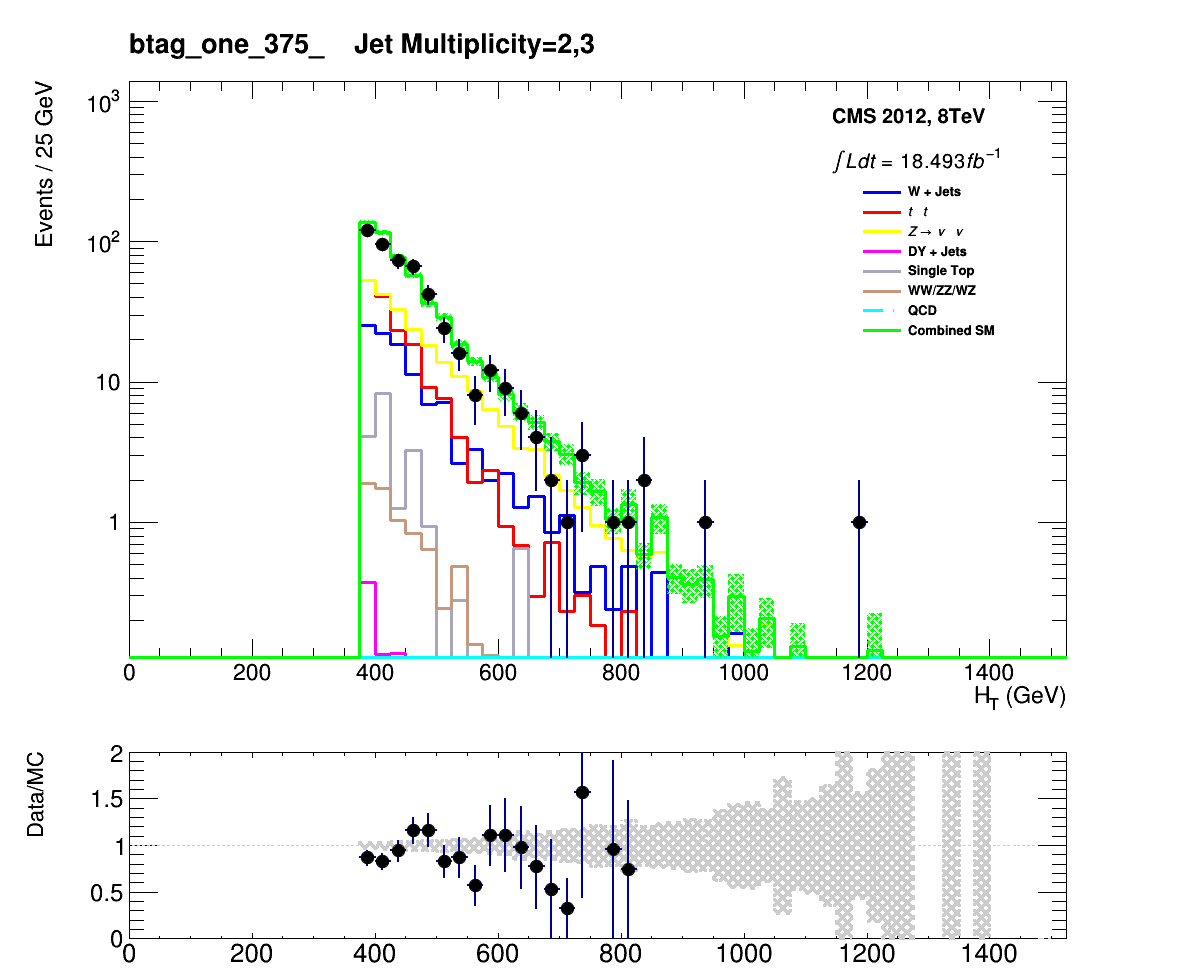 btag_one_375_ Jet Multiplicity=2,3
Events / 25 GeV
10³
10²
10
1
CMS 2012, 8TeV
∫Ldt = 18.493fb⁻¹
W + Jets
t t
Z→ ν ν
DY + Jets
Single Top
WW/ZZ/WZ
QCD
Combined SM
0 200 400 600 800 1000 1200 1400
H_T (GeV)
Data/MC
2
1.5
1
0.5
0
0 200 400 600 800 1000 1200 1400